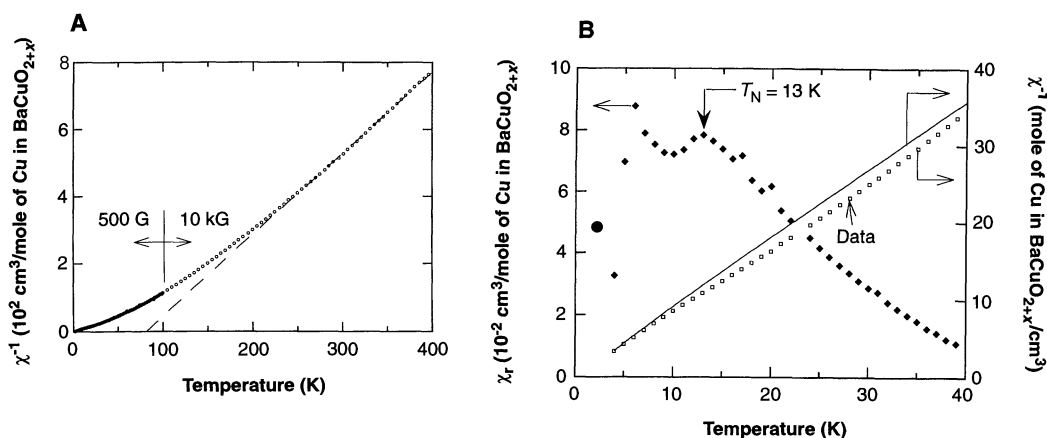 A
χ⁻¹ (10² cm³/mole of Cu in BaCuO₂₊ₓ)
8
6
4
2
0
500 G
10 kG
0 100 200 300 400
Temperature (K)
B
χᵣ (10⁻² cm³/mole of Cu in BaCuO₂₊ₓ)
10
8
6
4
2
0
T_N = 13 K
Data
0 10 20 30 40
Temperature (K)
40
30
20
10
0
χ⁻¹ (mole of Cu in BaCuO₂₊ₓ/cm³)